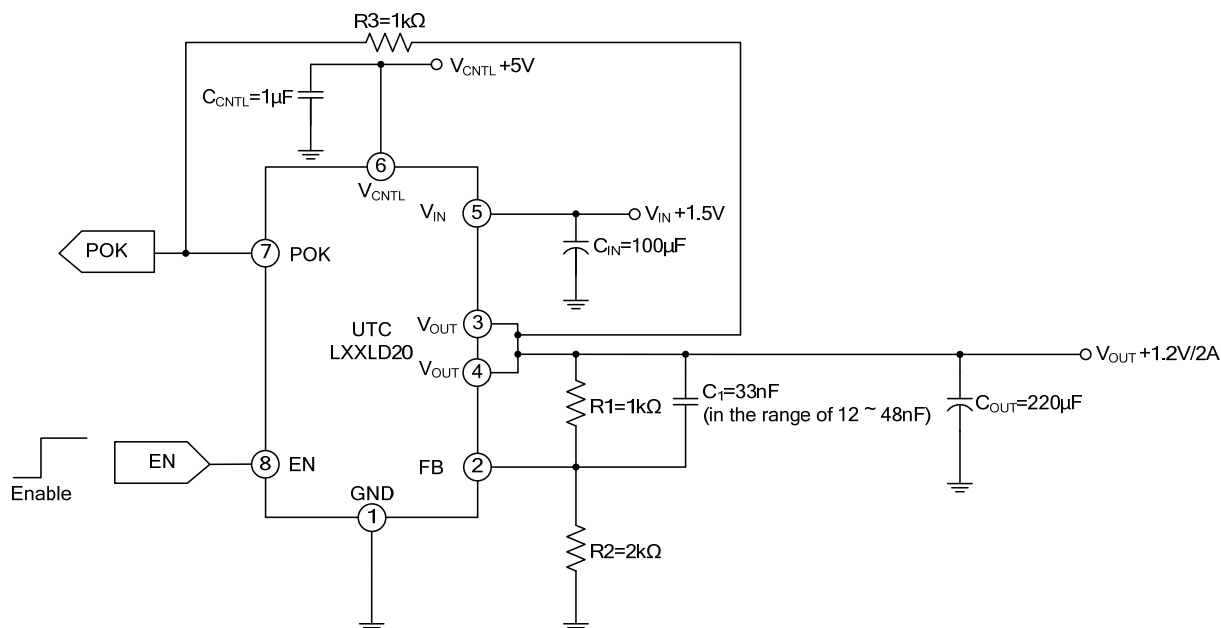 R3=1kΩ
VCNTL +5V
CCNTL=1µF
6
VCNTL
VIN
5
VIN +1.5V
CIN=100µF
POK
7
POK
UTC
LXXLD20
VOUT
3
VOUT
4
VOUT +1.2V/2A
R1=1kΩ
C1=33nF
(in the range of 12 ~ 48nF)
COUT=220µF
Enable
EN
8
EN
FB
2
GND
1
R2=2kΩ